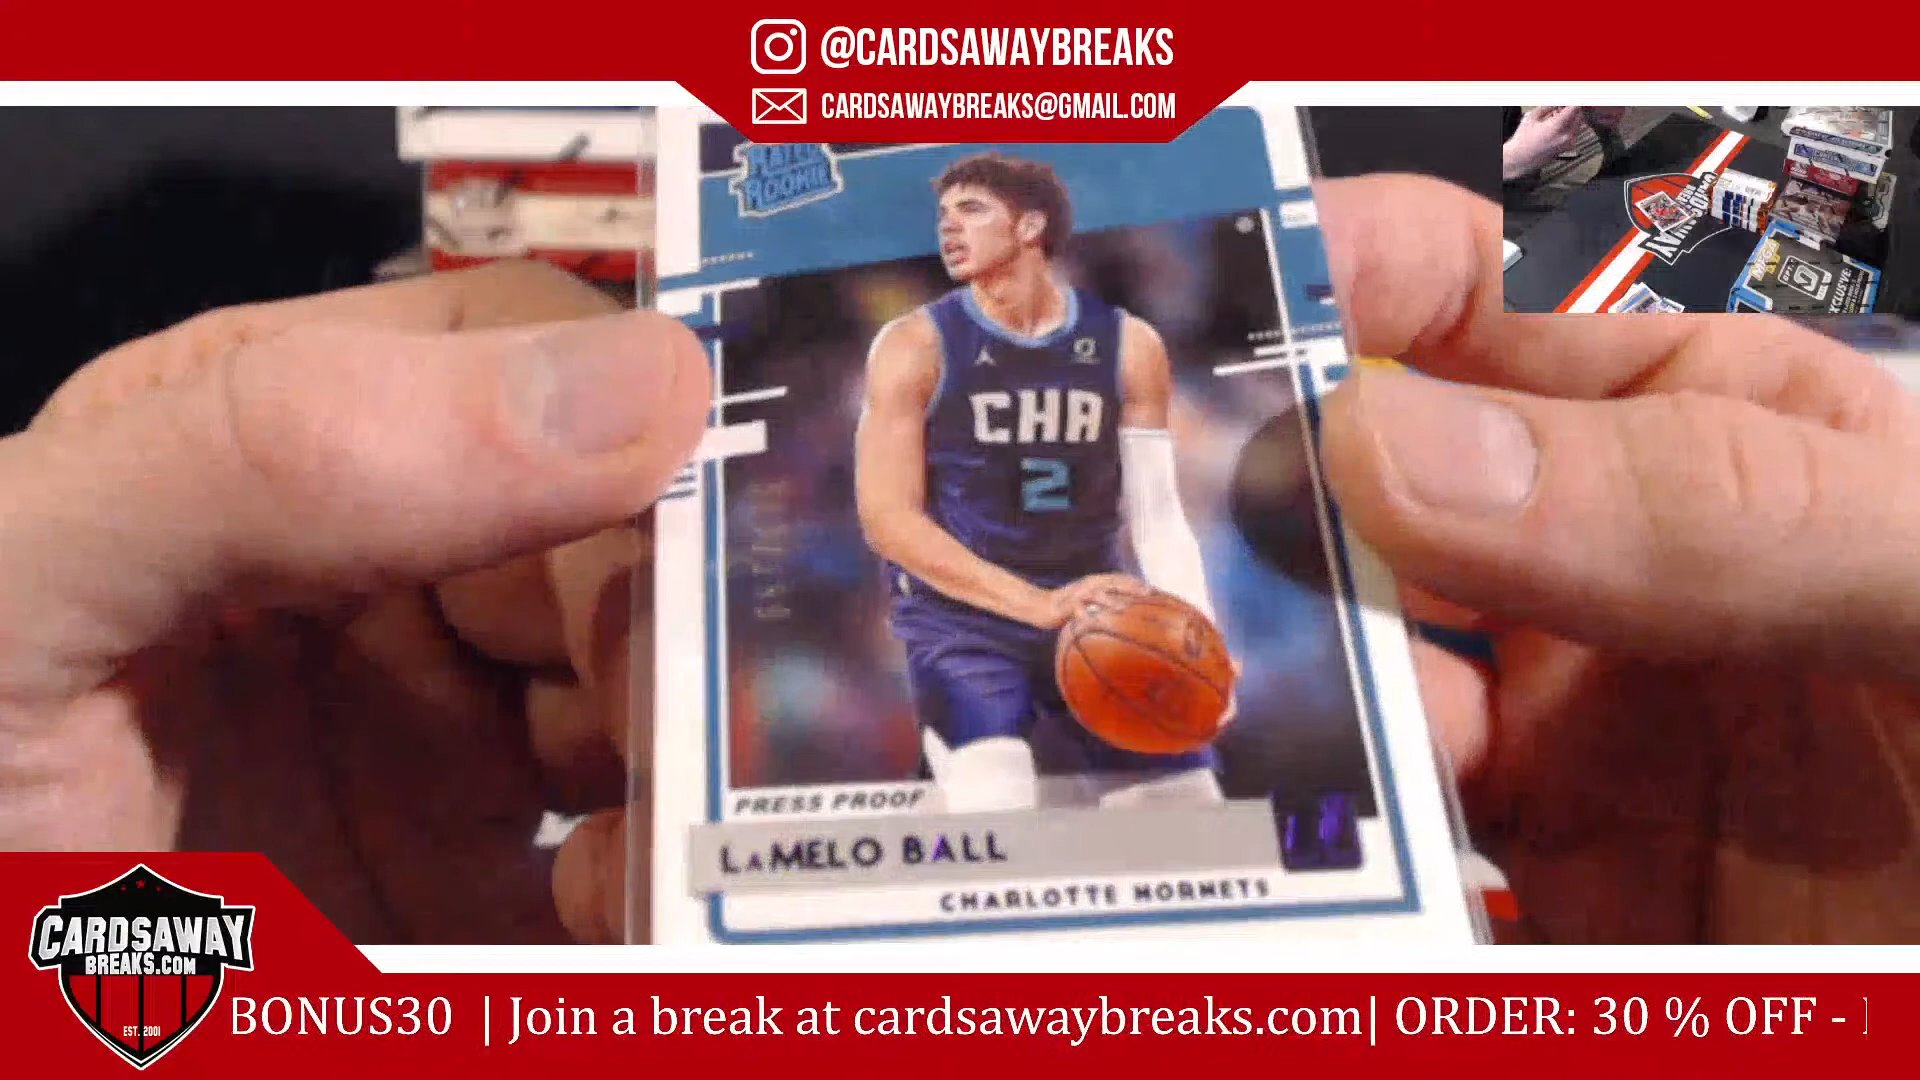 @CARDSAWAYBREAKS
CARDSAWAYBREAKS@GMAIL.COM
RATED
ROOKIE
CHA
2
PRESS PROOF
LaMELO BALL
CHARLOTTE HORNETS
MEGA
CARDSAWAY
BREAKS.COM
EST. 2001
BONUS30 | Join a break at cardsawaybreaks.com| ORDER: 30 % OFF -